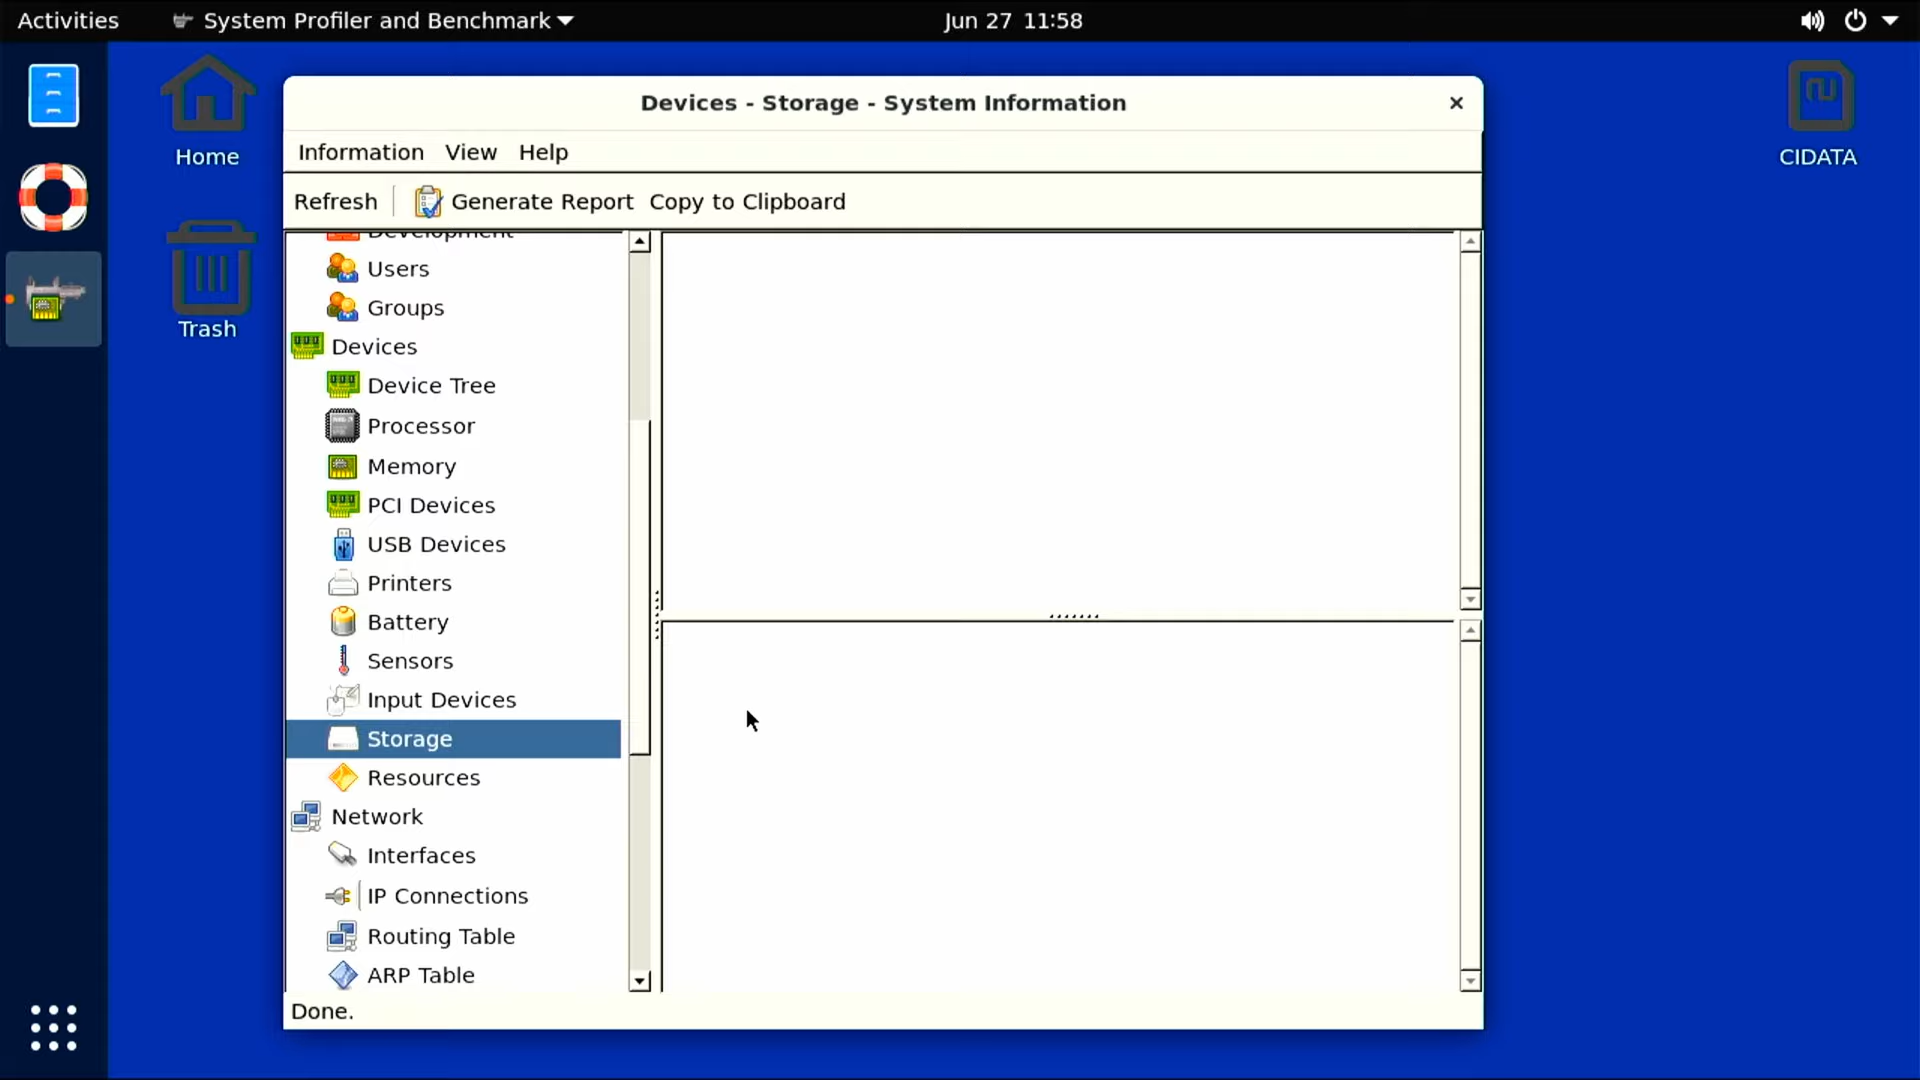 Activities
System Profiler and Benchmark
Jun 27 11:58
Home
Trash
CIDATA
Devices - Storage - System Information
Information View Help
Refresh Generate Report Copy to Clipboard
Development
Users
Groups
Devices
Device Tree
Processor
Memory
PCI Devices
USB Devices
Printers
Battery
Sensors
Input Devices
Storage
Resources
Network
Interfaces
IP Connections
Routing Table
ARP Table
Done.